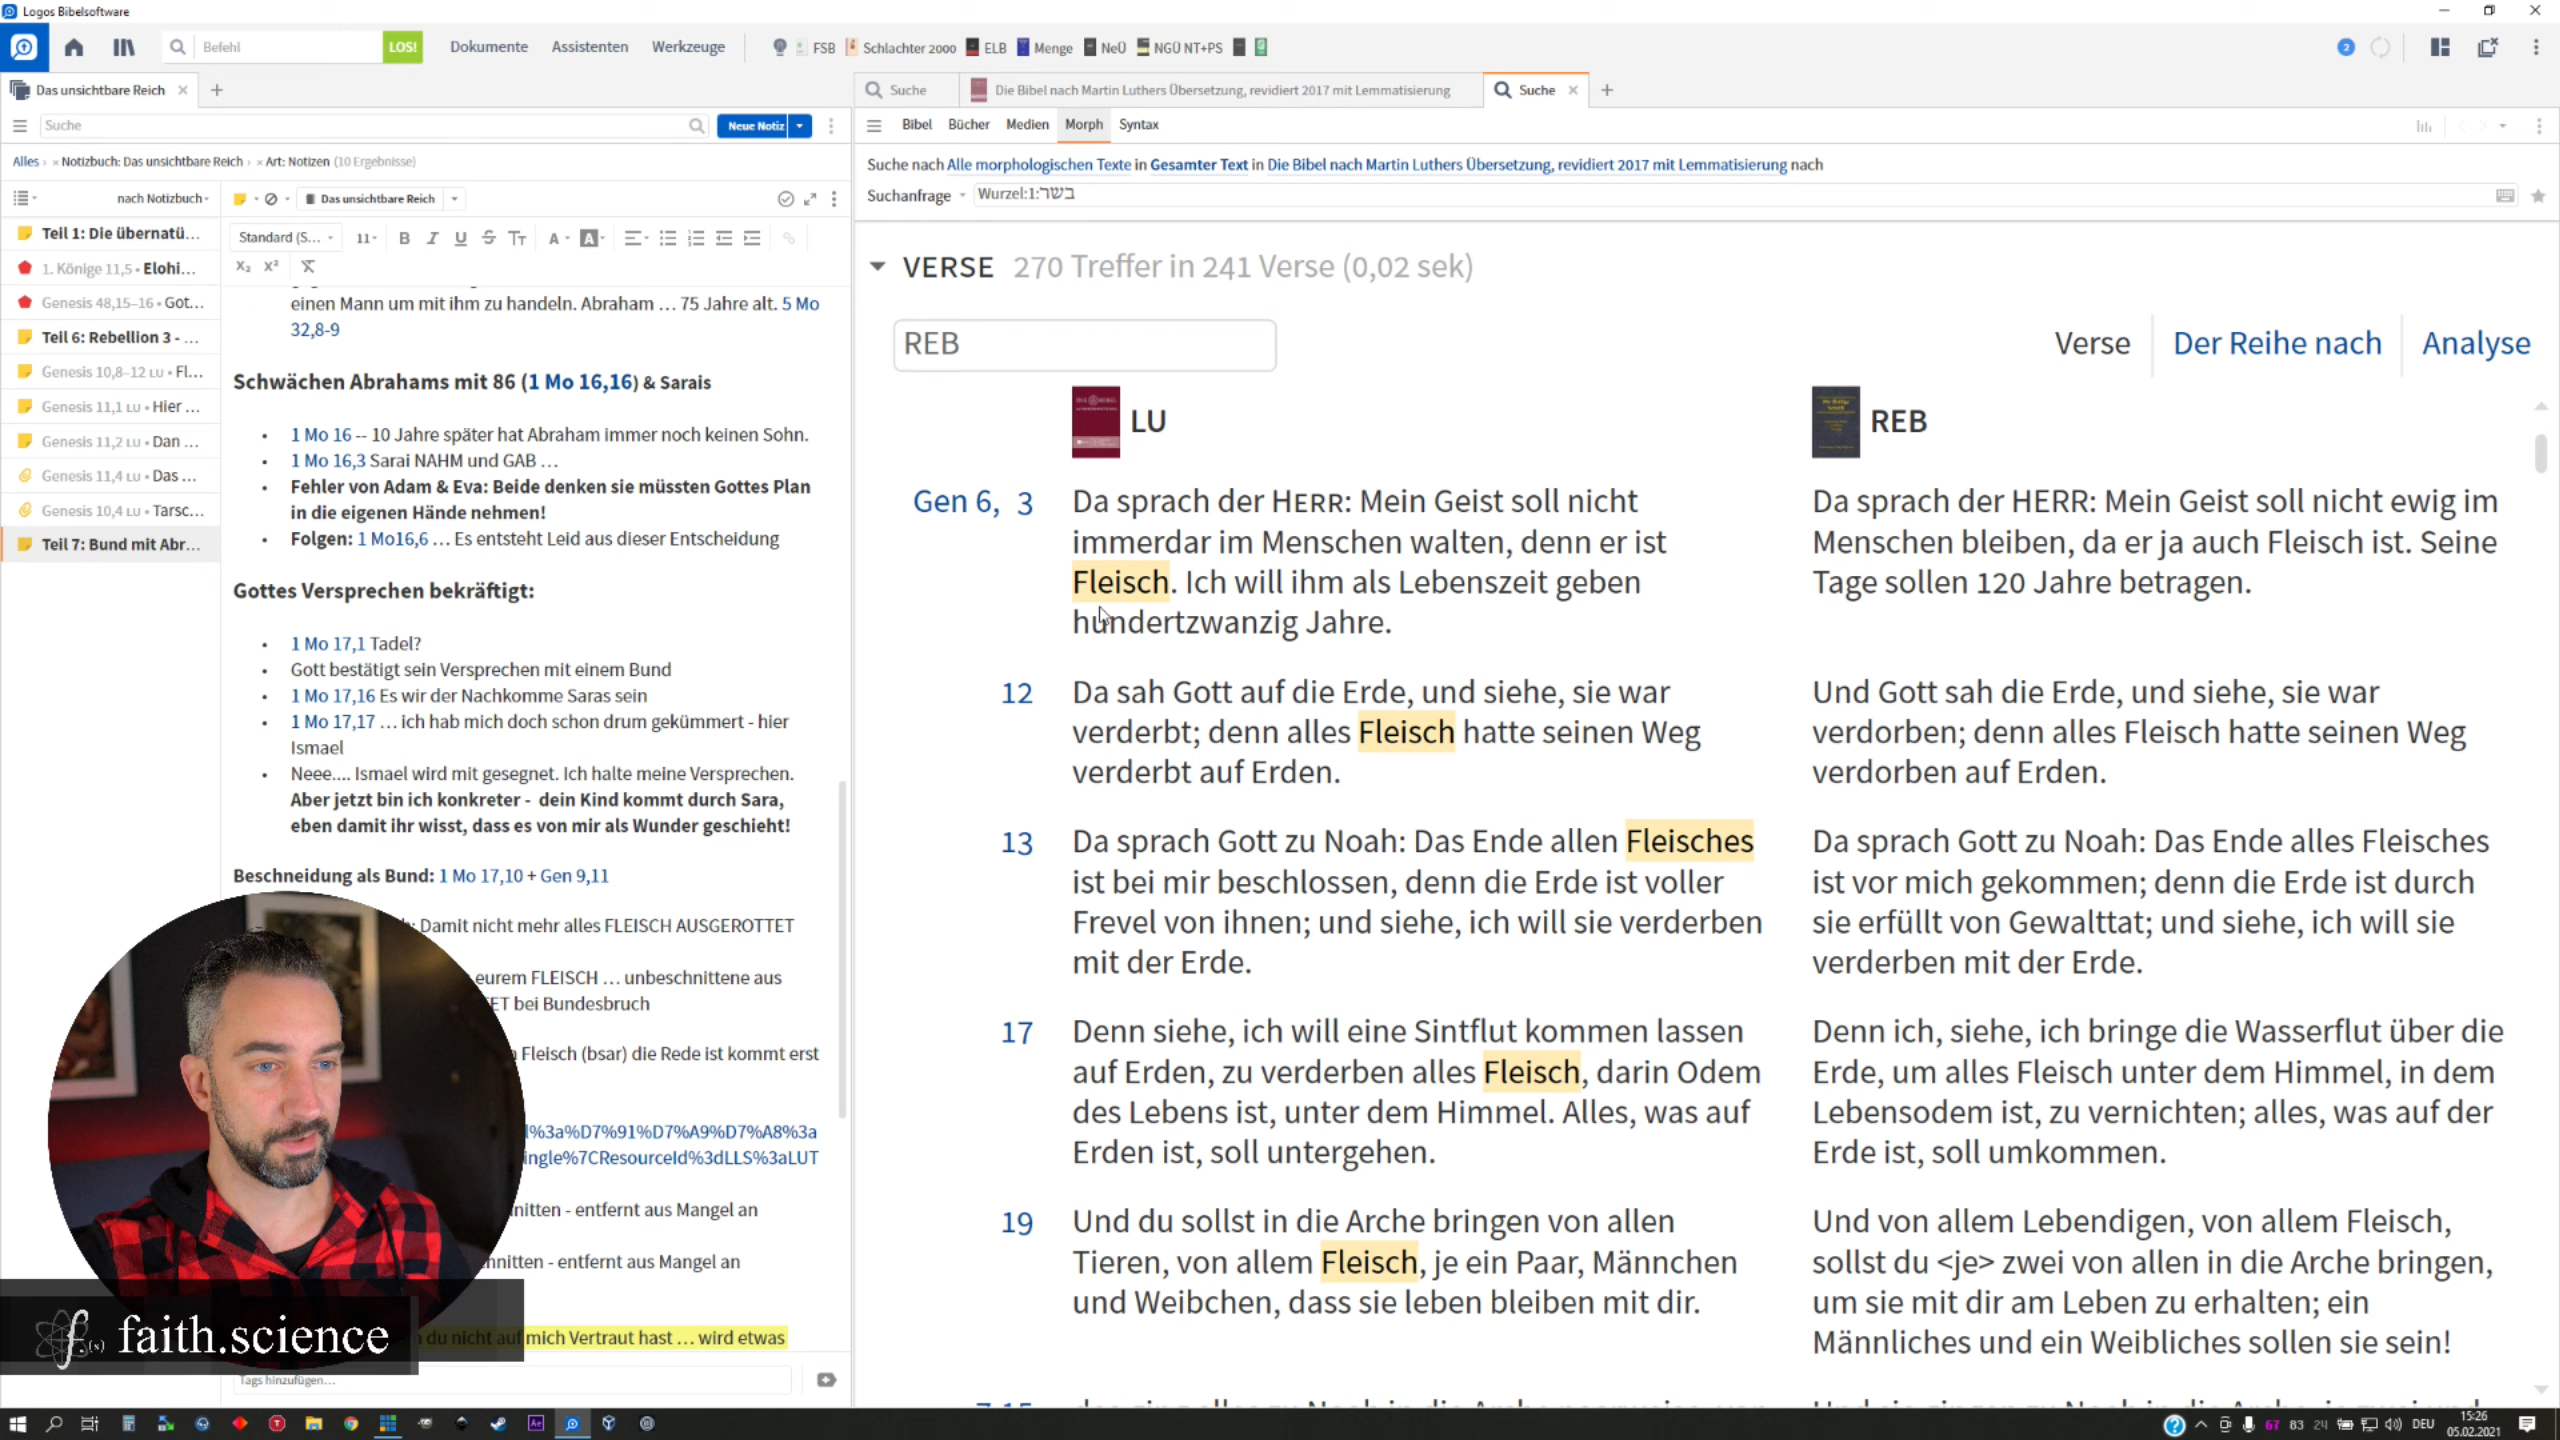 Logos Bibelsoftware
Befehl
LOS!
Dokumente
Assistenten
Werkzeuge
FSB
Schlachter 2000
ELB
Menge
NeÜ
NGÜ NT+PS
2
Das unsichtbare Reich
Suche
Neue Notiz
Alles › × Notizbuch: Das unsichtbare Reich › × Art: Notizen (10 Ergebnisse)
nach Notizbuch
Das unsichtbare Reich
Teil 1: Die übernatü...
1. Könige 11,5 • Elohi...
Genesis 48,15–16 • Got...
Teil 6: Rebellion 3 - ...
Genesis 10,8–12 LU • Fl...
Genesis 11,1 LU • Hier ...
Genesis 11,2 LU • Dan ...
Genesis 11,4 LU • Das ...
Genesis 10,4 LU • Tarsc...
Teil 7: Bund mit Abr...
Standard (S...
11
einen Mann um mit ihm zu handeln. Abraham … 75 Jahre alt. 5 Mo
32,8-9
Schwächen Abrahams mit 86 (1 Mo 16,16) & Sarais
• 1 Mo 16 -- 10 Jahre später hat Abraham immer noch keinen Sohn.
• 1 Mo 16,3 Sarai NAHM und GAB …
• Fehler von Adam & Eva: Beide denken sie müssten Gottes Plan
in die eigenen Hände nehmen!
• Folgen: 1 Mo16,6 … Es entsteht Leid aus dieser Entscheidung
Gottes Versprechen bekräftigt:
• 1 Mo 17,1 Tadel?
• Gott bestätigt sein Versprechen mit einem Bund
• 1 Mo 17,16 Es wir der Nachkomme Saras sein
• 1 Mo 17,17 … ich hab mich doch schon drum gekümmert - hier
Ismael
• Neee.... Ismael wird mit gesegnet. Ich halte meine Versprechen.
Aber jetzt bin ich konkreter - dein Kind kommt durch Sara,
eben damit ihr wisst, dass es von mir als Wunder geschieht!
Beschneidung als Bund: 1 Mo 17,10 + Gen 9,11
: Damit nicht mehr alles FLEISCH AUSGEROTTET
eurem FLEISCH … unbeschnittene aus
ET bei Bundesbruch
Fleisch (bsar) die Rede ist kommt erst
l%3a%D7%91%D7%A9%D7%A8%3a
ingle%7CResourceId%3dLLS%3aLUT
nitten - entfernt aus Mangel an
nitten - entfernt aus Mangel an
du nicht auf mich Vertraut hast … wird etwas
Tags hinzufügen...
faith.science
Suche
Die Bibel nach Martin Luthers Übersetzung, revidiert 2017 mit Lemmatisierung
Suche
Bibel
Bücher
Medien
Morph
Syntax
Suche nach Alle morphologischen Texte in Gesamter Text in Die Bibel nach Martin Luthers Übersetzung, revidiert 2017 mit Lemmatisierung nach
Suchanfrage
Wurzel:בשר:1
VERSE 270 Treffer in 241 Verse (0,02 sek)
REB
Verse
Der Reihe nach
Analyse
LU
REB
Gen 6, 3
Da sprach der HERR: Mein Geist soll nicht
immerdar im Menschen walten, denn er ist
Fleisch. Ich will ihm als Lebenszeit geben
hundertzwanzig Jahre.
Da sprach der HERR: Mein Geist soll nicht ewig im
Menschen bleiben, da er ja auch Fleisch ist. Seine
Tage sollen 120 Jahre betragen.
12
Da sah Gott auf die Erde, und siehe, sie war
verderbt; denn alles Fleisch hatte seinen Weg
verderbt auf Erden.
Und Gott sah die Erde, und siehe, sie war
verdorben; denn alles Fleisch hatte seinen Weg
verdorben auf Erden.
13
Da sprach Gott zu Noah: Das Ende allen Fleisches
ist bei mir beschlossen, denn die Erde ist voller
Frevel von ihnen; und siehe, ich will sie verderben
mit der Erde.
Da sprach Gott zu Noah: Das Ende alles Fleisches
ist vor mich gekommen; denn die Erde ist durch
sie erfüllt von Gewalttat; und siehe, ich will sie
verderben mit der Erde.
17
Denn siehe, ich will eine Sintflut kommen lassen
auf Erden, zu verderben alles Fleisch, darin Odem
des Lebens ist, unter dem Himmel. Alles, was auf
Erden ist, soll untergehen.
Denn ich, siehe, ich bringe die Wasserflut über die
Erde, um alles Fleisch unter dem Himmel, in dem
Lebensodem ist, zu vernichten; alles, was auf der
Erde ist, soll umkommen.
19
Und du sollst in die Arche bringen von allen
Tieren, von allem Fleisch, je ein Paar, Männchen
und Weibchen, dass sie leben bleiben mit dir.
Und von allem Lebendigen, von allem Fleisch,
sollst du <je> zwei von allen in die Arche bringen,
um sie mit dir am Leben zu erhalten; ein
Männliches und ein Weibliches sollen sie sein!
67 83 24
DEU
15:26
05.02.2021